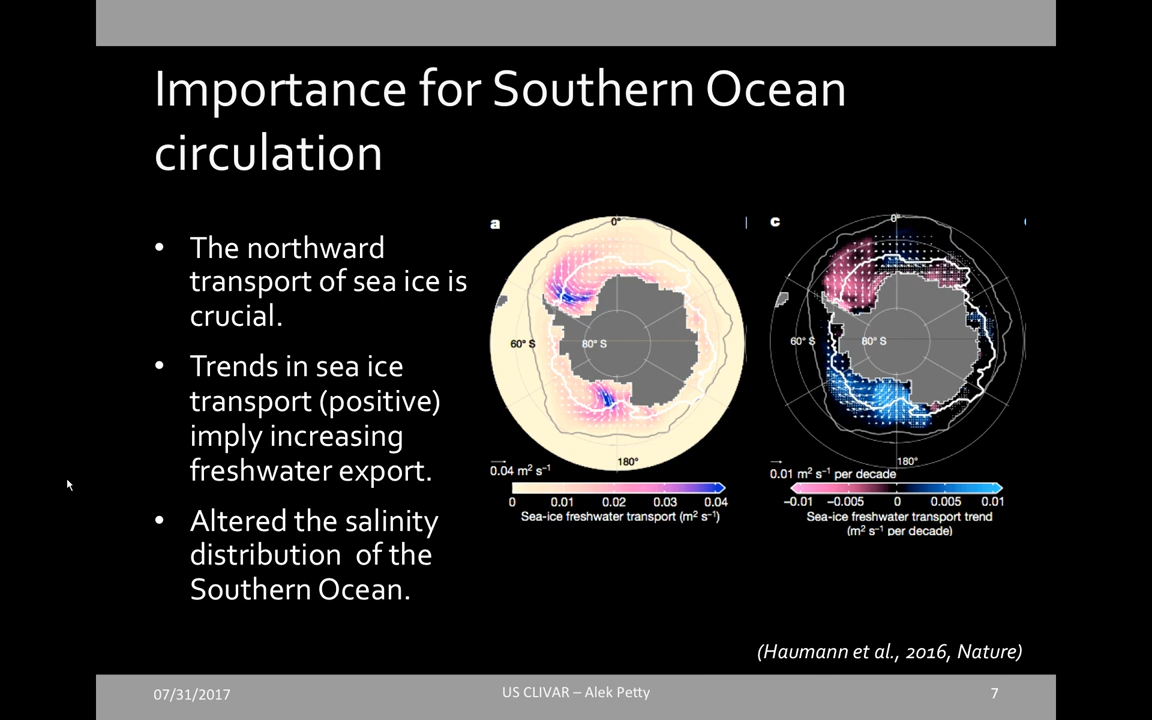 Importance for Southern Ocean
circulation
• The northward
transport of sea ice is
crucial.
• Trends in sea ice
transport (positive)
imply increasing
freshwater export.
• Altered the salinity
distribution  of the
Southern Ocean.
a
0°
60° S
80° S
180°
0.04 m² s⁻¹
0 0.01 0.02 0.03 0.04
Sea-ice freshwater transport (m² s⁻¹)
c
0°
60° S
80° S
180°
0.01 m² s⁻¹ per decade
−0.01 −0.005 0 0.005 0.01
Sea-ice freshwater transport trend
(m² s⁻¹ per decade)
(Haumann et al., 2016, Nature)
07/31/2017
US CLIVAR – Alek Petty
7